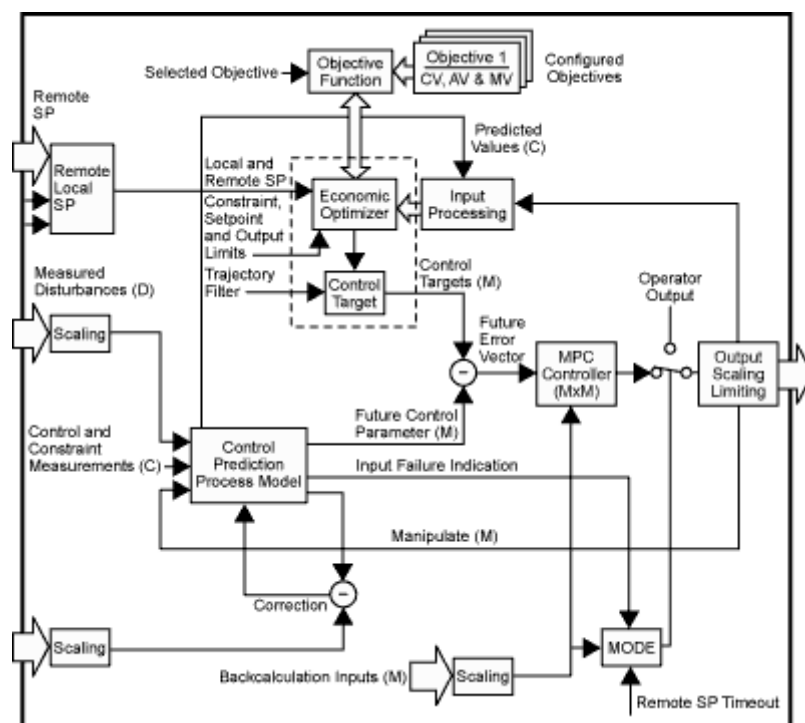 Selected Objective
Objective
Function
Objective 1
CV, AV & MV
Configured
Objectives
Remote
SP
Remote
Local
SP
Predicted
Values (C)
Local and
Remote SP
Constraint,
Setpoint
and Output
Limits
Trajectory
Filter
Economic
Optimizer
Input
Processing
Control
Target
Control
Targets (M)
Measured
Disturbances (D)
Scaling
Operator
Output
Future
Error
Vector
MPC
Controller
(MxM)
Output
Scaling
Limiting
Future Control
Parameter (M)
Control and
Constraint
Measurements (C)
Control
Prediction
Process Model
Input Failure Indication
Manipulate (M)
Correction
Scaling
Backcalculation Inputs (M)
Scaling
MODE
Remote SP Timeout